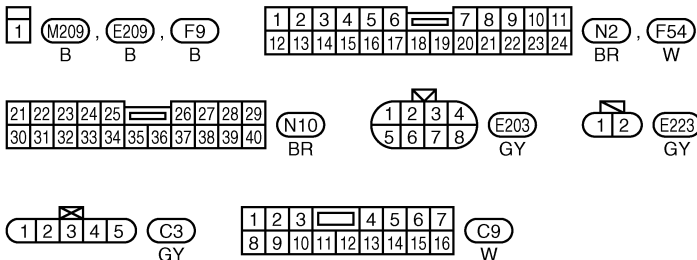 1 M209 , E209 , F9
B B B
1 2 3 4 5 6 7 8 9 10 11
12 13 14 15 16 17 18 19 20 21 22 23 24
N2 , F54
BR W
21 22 23 24 25 26 27 28 29
30 31 32 33 34 35 36 37 38 39 40
N10
BR
1 2 3 4
5 6 7 8
E203
GY
1 2
E223
GY
1 2 3 4 5
C3
GY
1 2 3 4 5 6 7
8 9 10 11 12 13 14 15 16
C9
W